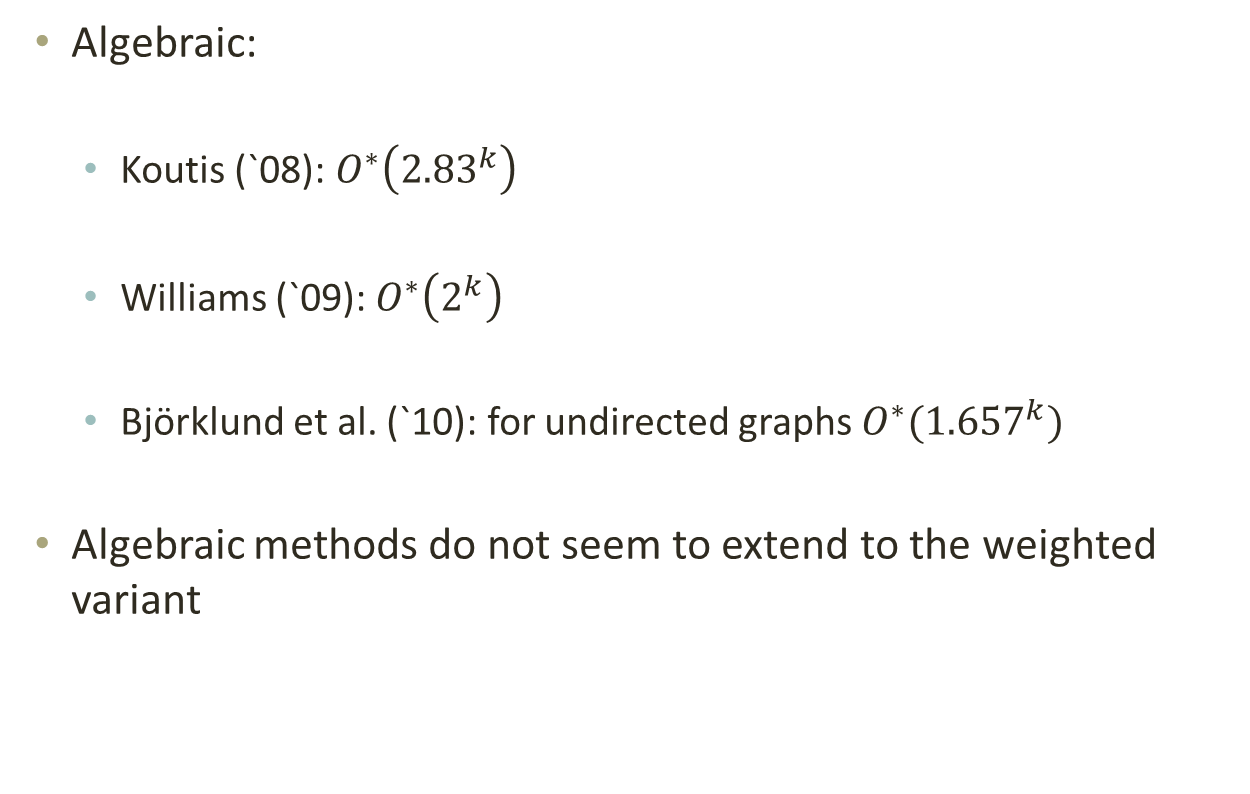 • Algebraic:
• Koutis (`08): O*(2.83^k)
• Williams (`09): O*(2^k)
• Björklund et al. (`10): for undirected graphs O*(1.657^k)
• Algebraic methods do not seem to extend to the weighted
variant